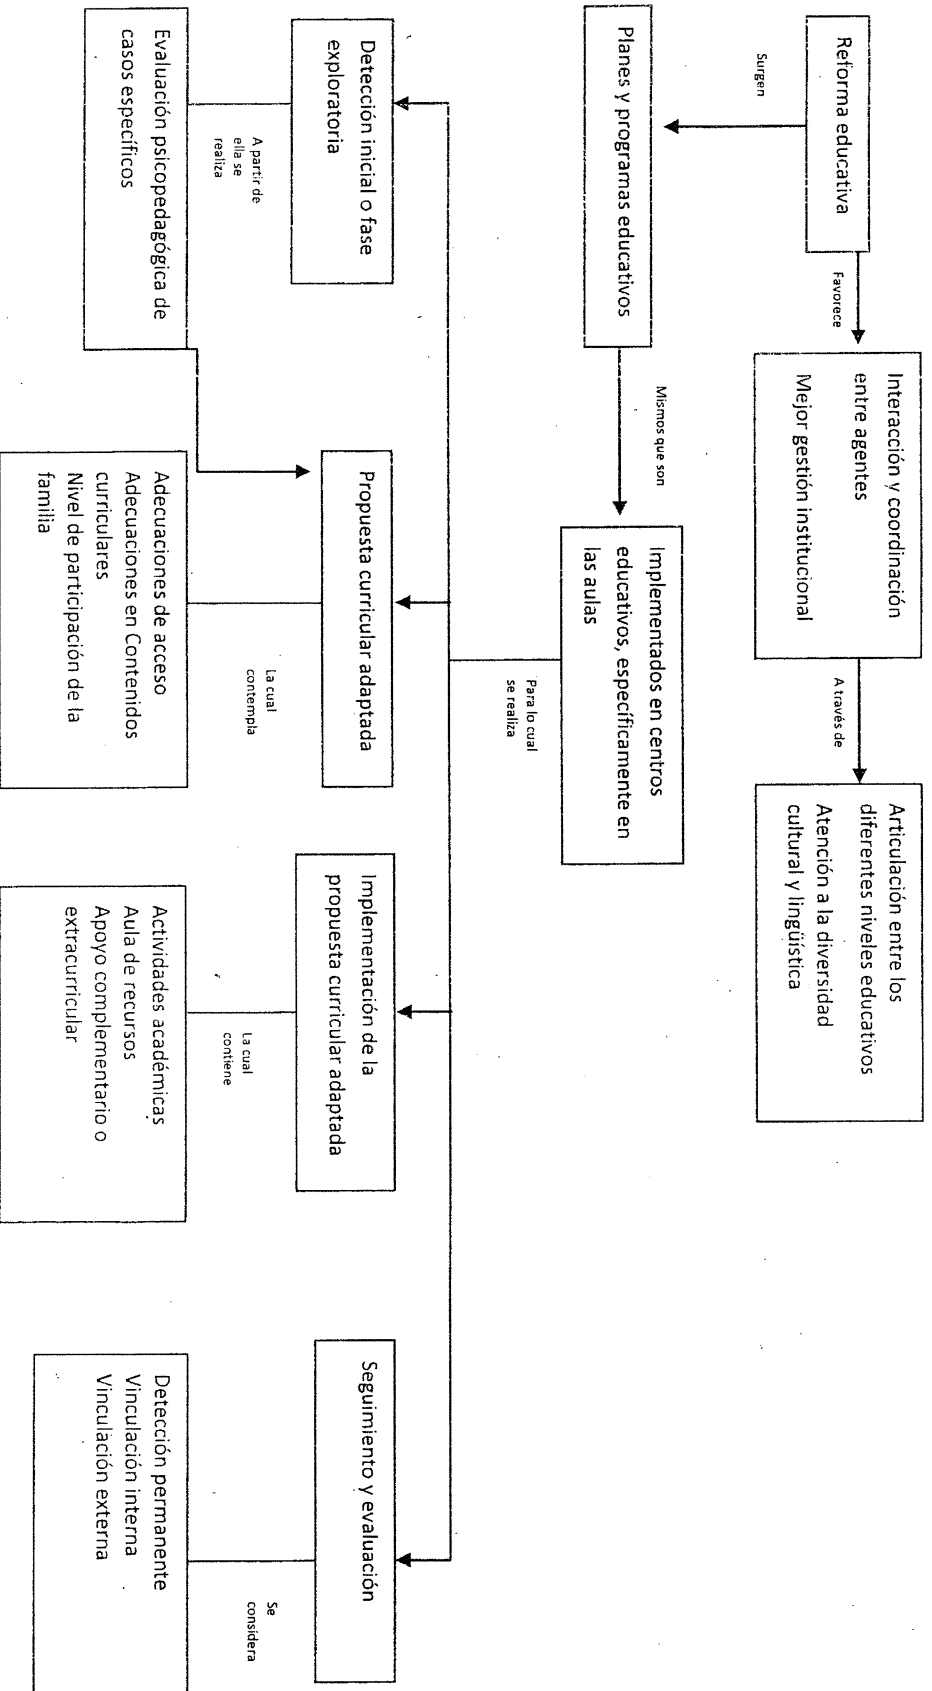 Reforma educativa
Favorece
Interacción y coordinación
entre agentes
Mejor gestión institucional
A través de
Articulación entre los
diferentes niveles educativos
Atención a la diversidad
cultural y lingüística
Surgen
Planes y programas educativos
Mismos que son
Implementados en centros
educativos, específicamente en
las aulas
Para lo cual
se realiza
Detección inicial o fase
exploratoria
A partir de
ella se
realiza
Evaluación psicopedagógica de
casos específicos
Propuesta curricular adaptada
La cual
contempla
Adecuaciones de acceso
Adecuaciones en Contenidos
curriculares
Nivel de participación de la
familia
Implementación de la
propuesta curricular adaptada
La cual
contiene
Actividades académicas
Aula de recursos
Apoyo complementario o
extracurricular
Seguimiento y evaluación
Se
considera
Detección permanente
Vinculación interna
Vinculación externa